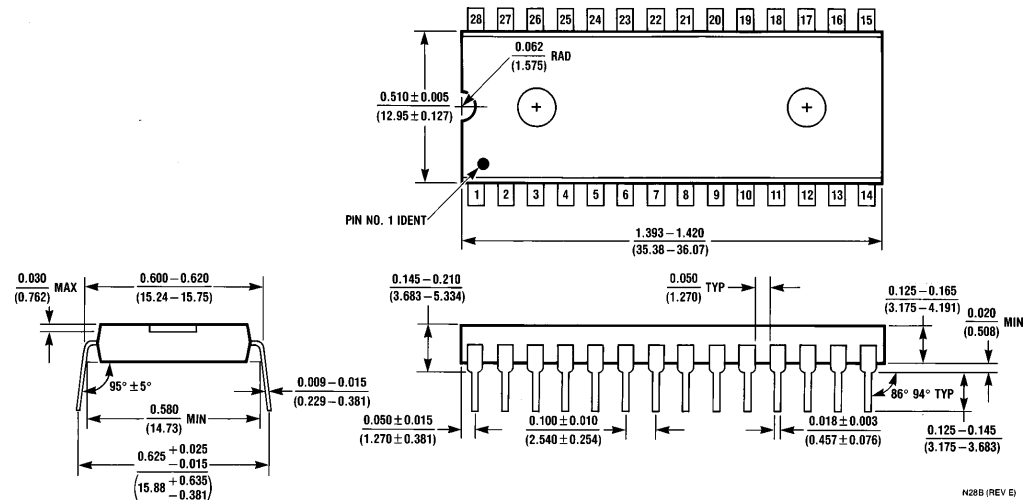 28 27 26 25 24 23 22 21 20 19 18 17 16 15
0.062
(1.575)
RAD
0.510 ± 0.005
(12.95 ± 0.127)
PIN NO. 1 IDENT
1 2 3 4 5 6 7 8 9 10 11 12 13 14
1.393 – 1.420
(35.38 – 36.07)
0.030
(0.762)
MAX
0.600 – 0.620
(15.24 – 15.75)
95° ± 5°
0.580
(14.73)
MIN
0.009 – 0.015
(0.229 – 0.381)
0.625 + 0.025
– 0.015
(15.88 + 0.635
– 0.381)
0.145 – 0.210
(3.683 – 5.334)
0.050
(1.270)
TYP
0.125 – 0.165
(3.175 – 4.191)
0.020
(0.508)
MIN
86° 94° TYP
0.050 ± 0.015
(1.270 ± 0.381)
0.100 ± 0.010
(2.540 ± 0.254)
0.018 ± 0.003
(0.457 ± 0.076)
0.125 – 0.145
(3.175 – 3.683)
N28B (REV E)